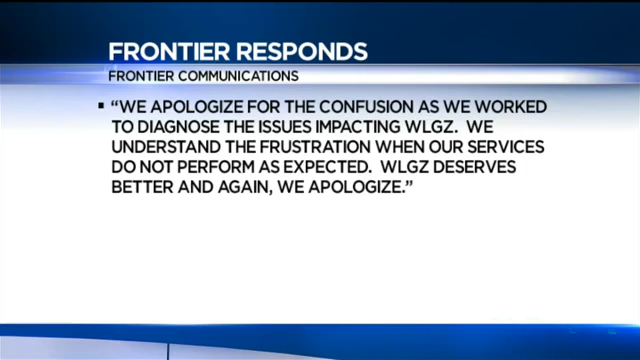 FRONTIER RESPONDS
FRONTIER COMMUNICATIONS
▪ “WE APOLOGIZE FOR THE CONFUSION AS WE WORKED
TO DIAGNOSE THE ISSUES IMPACTING WLGZ.  WE
UNDERSTAND THE FRUSTRATION WHEN OUR SERVICES
DO NOT PERFORM AS EXPECTED.  WLGZ DESERVES
BETTER AND AGAIN, WE APOLOGIZE.”